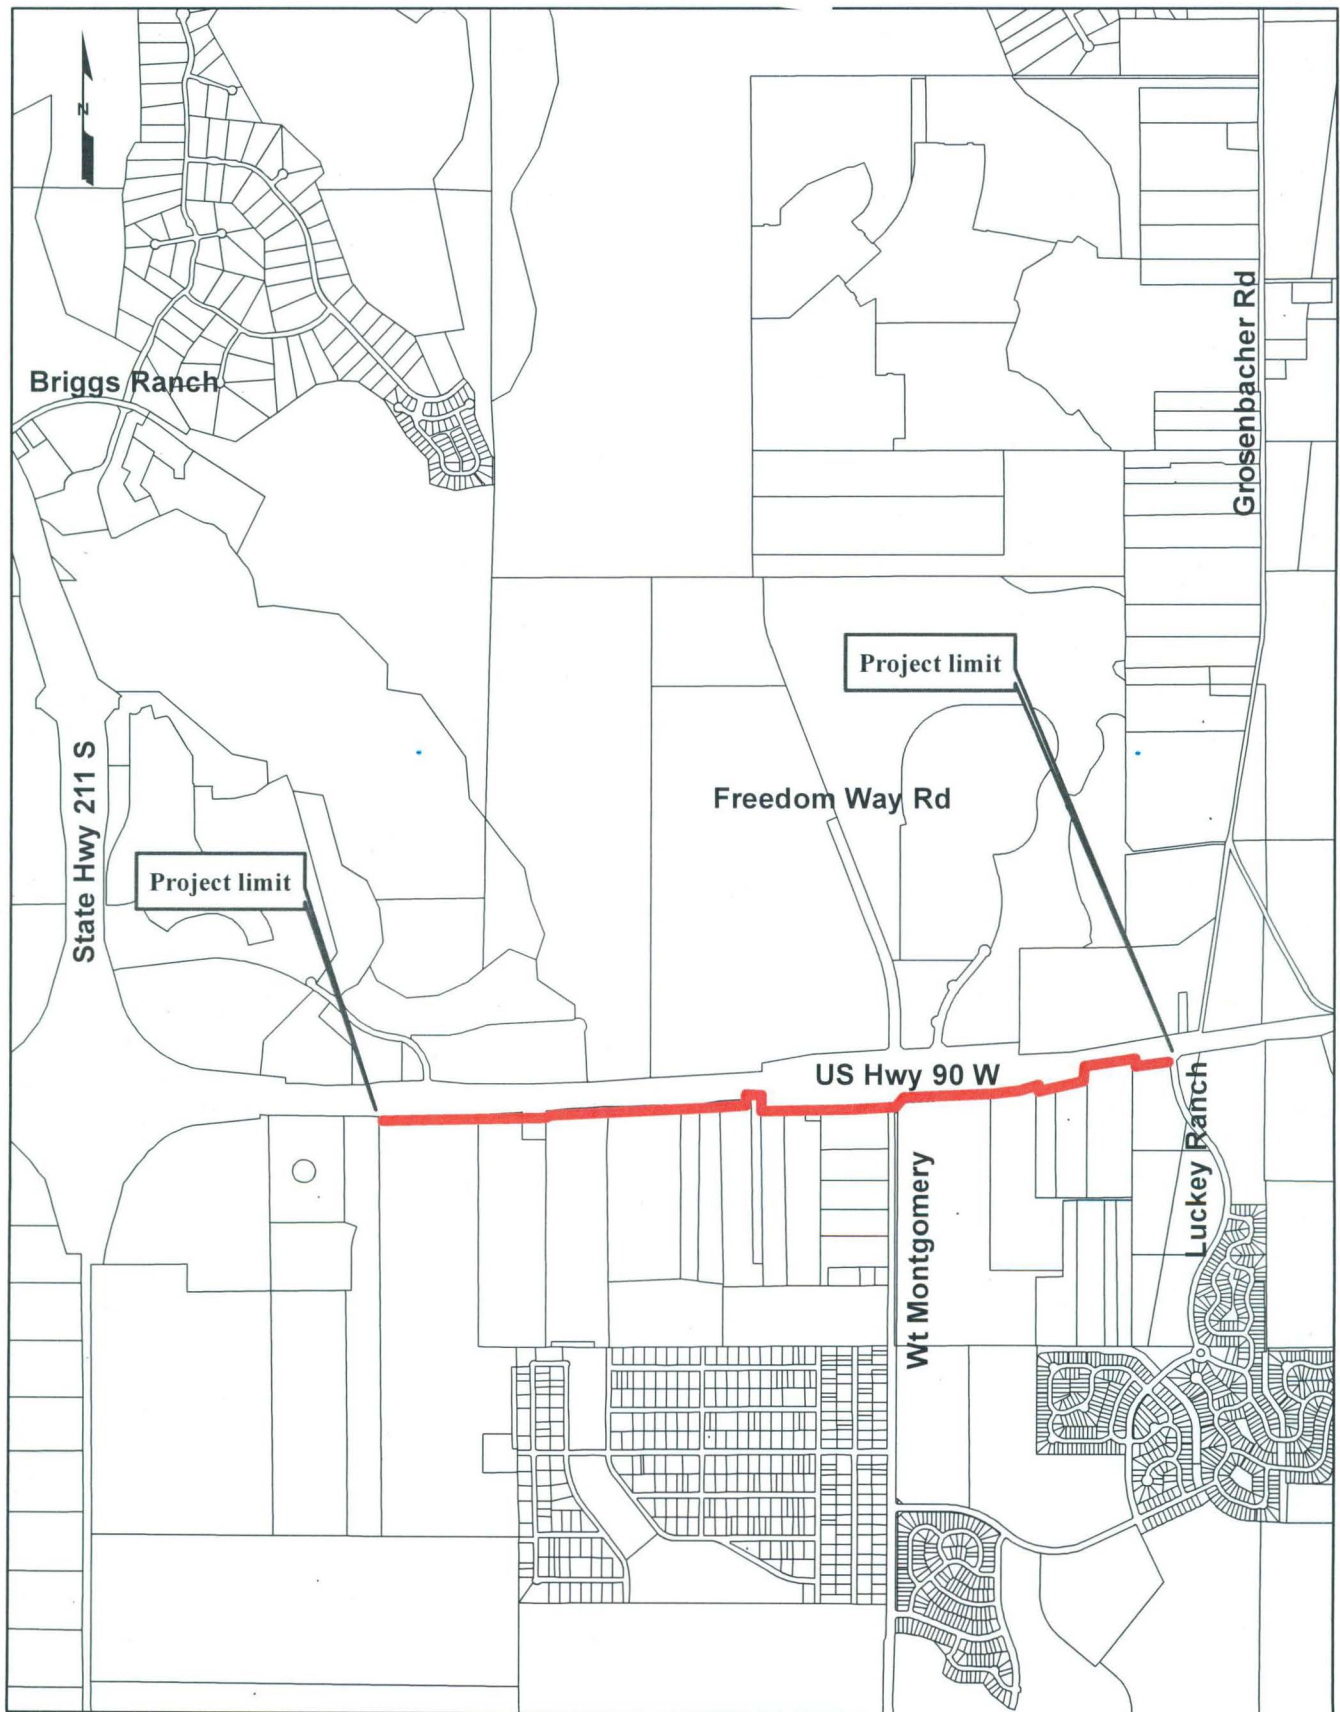 N
Briggs Ranch
Grosenbacher Rd
Project limit
State Hwy 211 S
Freedom Way Rd
Project limit
US Hwy 90 W
Wt Montgomery
Luckey Ranch